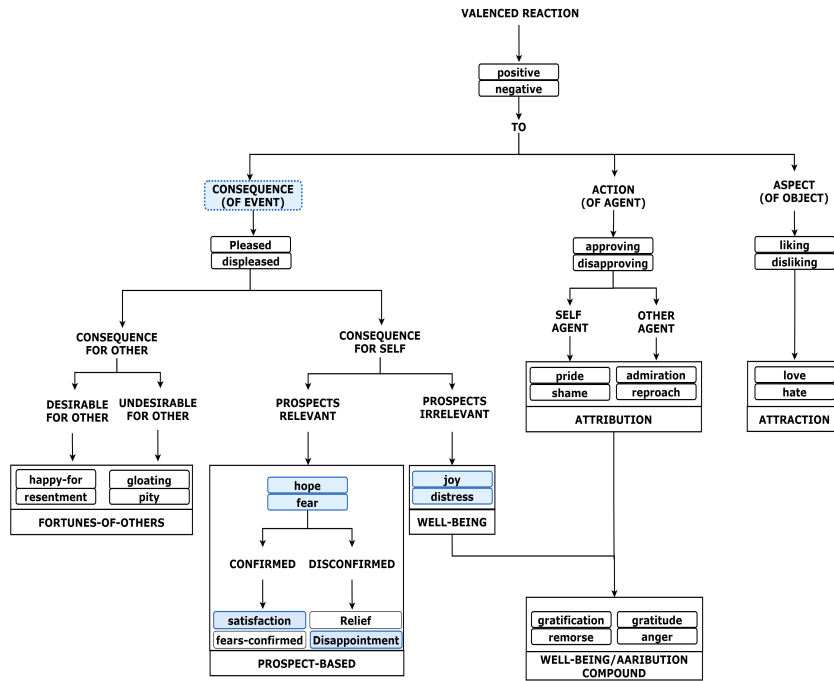 VALENCED REACTION
positive
negative
TO
CONSEQUENCE
(OF EVENT)
ACTION
(OF AGENT)
ASPECT
(OF OBJECT)
Pleased
displeased
approving
disapproving
liking
disliking
CONSEQUENCE
FOR OTHER
CONSEQUENCE
FOR SELF
SELF
AGENT
OTHER
AGENT
DESIRABLE
FOR OTHER
UNDESIRABLE
FOR OTHER
PROSPECTS
RELEVANT
PROSPECTS
IRRELEVANT
pride
shame
admiration
reproach
ATTRIBUTION
love
hate
ATTRACTION
happy-for
resentment
gloating
pity
FORTUNES-OF-OTHERS
hope
fear
joy
distress
WELL-BEING
CONFIRMED
DISCONFIRMED
satisfaction
fears-confirmed
Relief
Disappointment
PROSPECT-BASED
gratification
remorse
gratitude
anger
WELL-BEING/AARIBUTION
COMPOUND